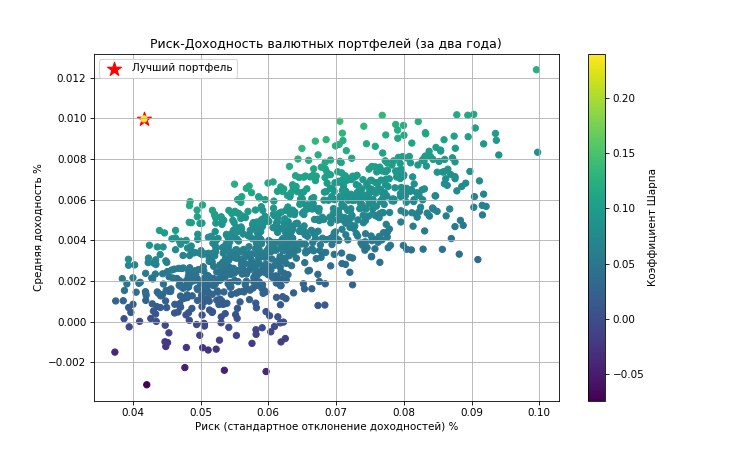 Риск-Доходность валютных портфелей (за два года)
Лучший портфель
Средняя доходность %
0.012
0.010
0.008
0.006
0.004
0.002
0.000
−0.002
0.04 0.05 0.06 0.07 0.08 0.09 0.10
Риск (стандартное отклонение доходностей) %
0.20
0.15
0.10
0.05
0.00
−0.05
Коэффициент Шарпа